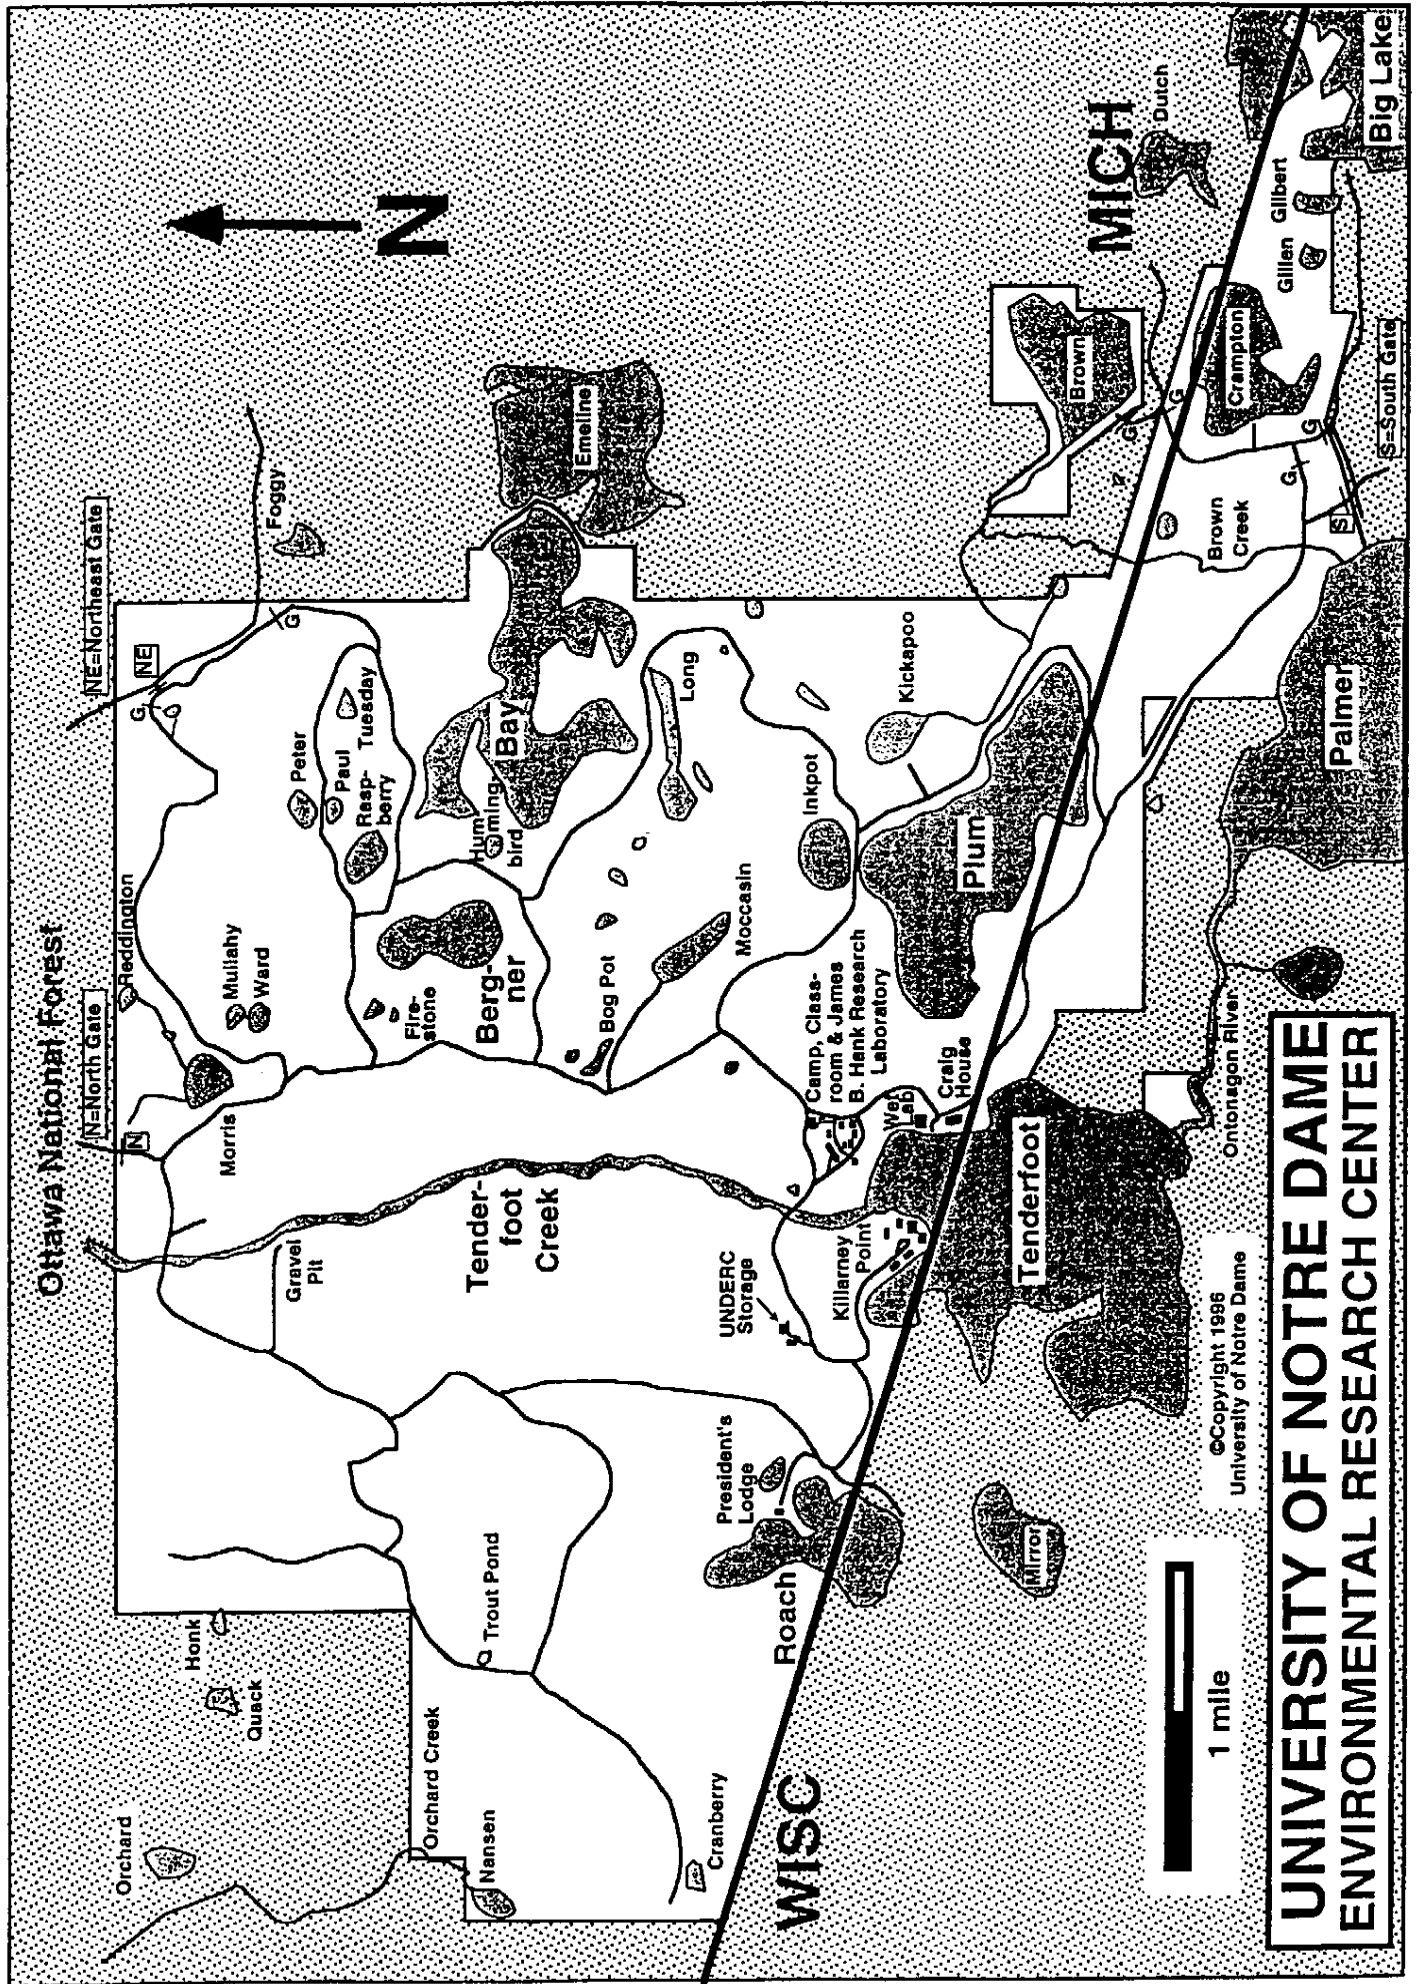 Ottawa National Forest
N=North Gate
NE=Northeast Gate
Orchard
Honk
Quack
Orchard Creek
Nansen
Trout Pond
Cranberry
WISC
N
Morris
Gravel
Pit
Reddington
Mullahy
Ward
NE
G
G
Foggy
N
Peter
Paul
Tuesday
Rasp-
berry
Fire-
stone
Berg-
ner
Hum
ming-
bird
Bay
Emeline
Tender-
foot
Creek
Bog Pot
Long
Moccasin
Inkpot
Kickapoo
President's
Lodge
Roach
UNDERC
Storage
Killarney
Point
Camp, Class-
room & James
B. Hank Research
Laboratory
Wet
Lab
Craig
House
Plum
Brown
MICH
Dutch
G
G
Crampton
Gillen
Gilbert
Big Lake
Brown
Creek
G
G
S
S=South Gate
Palmer
Tenderfoot
Mirror
Ontonagon River
©Copyright 1996
University of Notre Dame
1 mile
UNIVERSITY OF NOTRE DAME
ENVIRONMENTAL RESEARCH CENTER